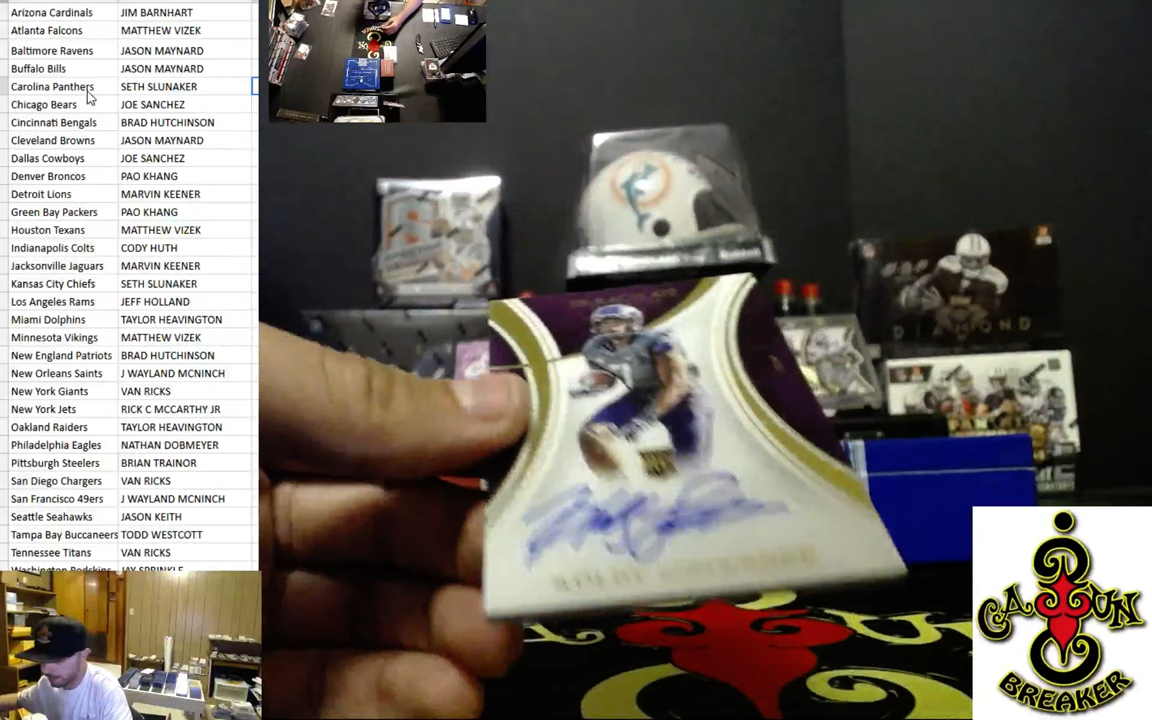 Arizona Cardinals JIM BARNHART
Atlanta Falcons MATTHEW VIZEK
Baltimore Ravens JASON MAYNARD
Buffalo Bills JASON MAYNARD
Carolina Panthers SETH SLUNAKER
Chicago Bears JOE SANCHEZ
Cincinnati Bengals BRAD HUTCHINSON
Cleveland Browns JASON MAYNARD
Dallas Cowboys JOE SANCHEZ
Denver Broncos PAO KHANG
Detroit Lions MARVIN KEENER
Green Bay Packers PAO KHANG
Houston Texans MATTHEW VIZEK
Indianapolis Colts CODY HUTH
Jacksonville Jaguars MARVIN KEENER
Kansas City Chiefs SETH SLUNAKER
Los Angeles Rams JEFF HOLLAND
Miami Dolphins TAYLOR HEAVINGTON
Minnesota Vikings MATTHEW VIZEK
New England Patriots BRAD HUTCHINSON
New Orleans Saints J WAYLAND MCNINCH
New York Giants VAN RICKS
New York Jets RICK C MCCARTHY JR
Oakland Raiders TAYLOR HEAVINGTON
Philadelphia Eagles NATHAN DOBMEYER
Pittsburgh Steelers BRIAN TRAINOR
San Diego Chargers VAN RICKS
San Francisco 49ers J WAYLAND MCNINCH
Seattle Seahawks JASON KEITH
Tampa Bay Buccaneers TODD WESTCOTT
Tennessee Titans VAN RICKS
Washington Redskins JAY SPRINKLE
DIAMOND
CAJUN
BREAKER